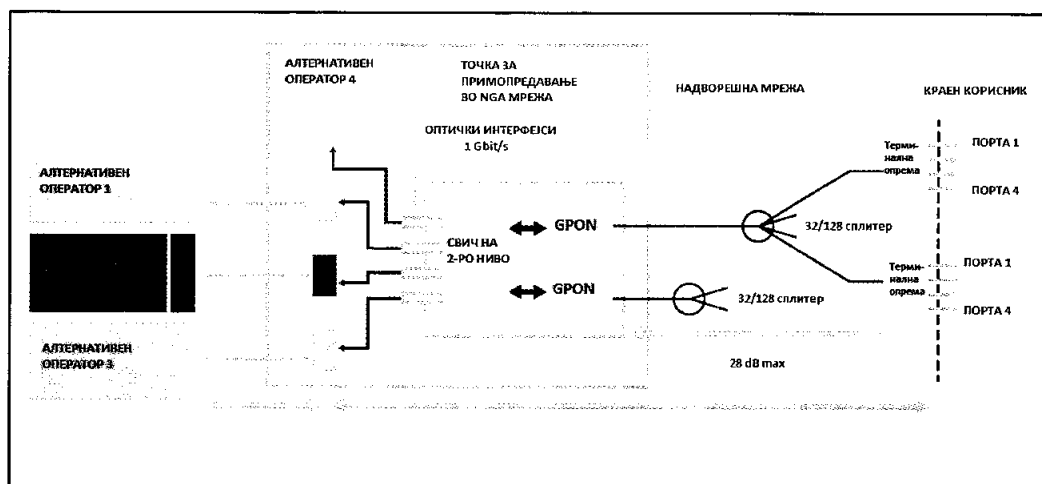 АЛТЕРНАТИВЕН
ОПЕРАТОР 4
ТОЧКА ЗА
ПРИМОПРЕДАВАЊЕ
ВО NGA МРЕЖА
НАДВОРЕШНА МРЕЖА
КРАЕН КОРИСНИК
ОПТИЧКИ ИНТЕРФЕЈСИ
1 Gbit/s
АЛТЕРНАТИВЕН
ОПЕРАТОР 1
Терми-
нална
опрема
ПОРТА 1
ПОРТА 4
СВИЧ НА
2-РО НИВО
GPON
32/128 сплитер
Терми-
нална
опрема
ПОРТА 1
ПОРТА 4
GPON
32/128 сплитер
АЛТЕРНАТИВЕН
ОПЕРАТОР 3
28 dB max